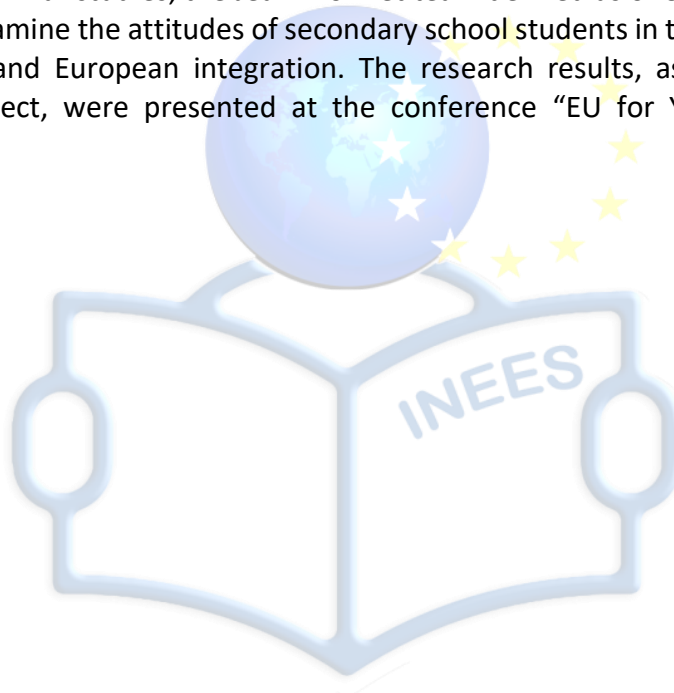 amine the attitudes of secondary school students in t
and European integration. The research results, as
ect, were presented at the conference “EU for Y
INEES